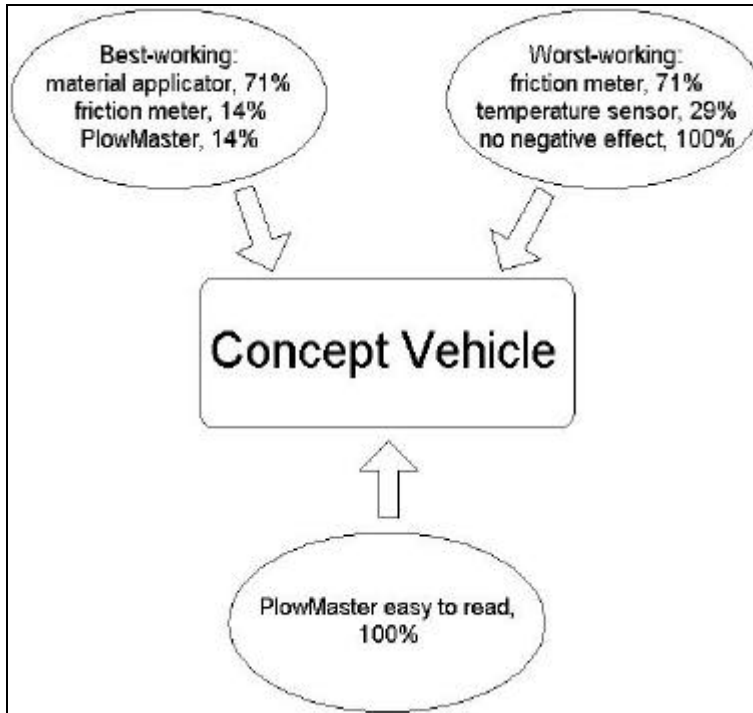 Best-working:
material applicator, 71%
friction meter, 14%
PlowMaster, 14%
Worst-working:
friction meter, 71%
temperature sensor, 29%
no negative effect, 100%
Concept Vehicle
PlowMaster easy to read,
100%